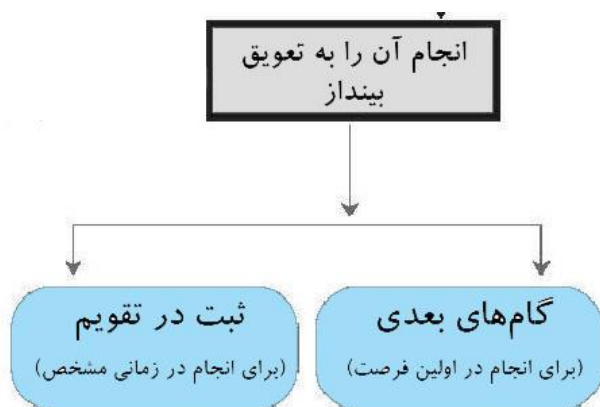 انجام آن را به تعویق
بینداز
گام‌های بعدی
(برای انجام در اولین فرصت)
ثبت در تقویم
(برای انجام در زمانی مشخص)